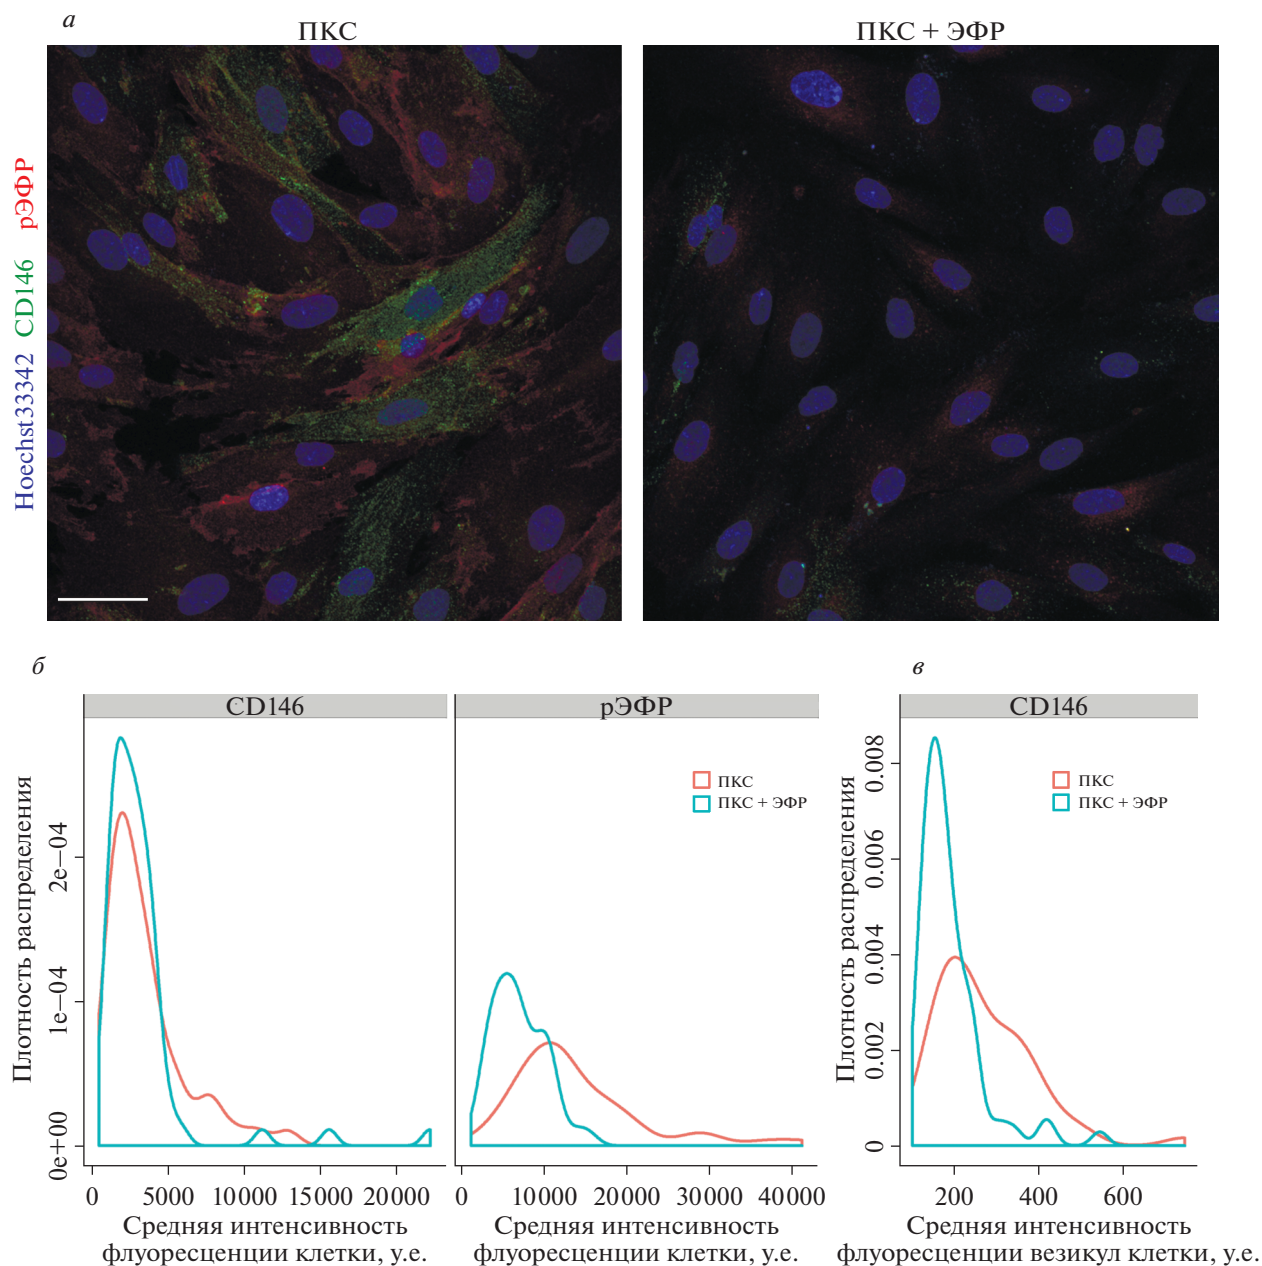 а
ПКС
ПКС + ЭФР
Hoechst33342 CD146 рЭФР
б
в
CD146
рЭФР
CD146
Плотность распределения
0e+00
1e−04
2e−04
0
5000
10000
15000
20000
Средняя интенсивность
флуоресценции клетки, у.е.
ПКС
ПКС + ЭФР
0
10000
20000
30000
40000
Средняя интенсивность
флуоресценции клетки, у.е.
Плотность распределения
0
0.002
0.004
0.006
0.008
ПКС
ПКС + ЭФР
200
400
600
Средняя интенсивность
флуоресценции везикул клетки, у.е.